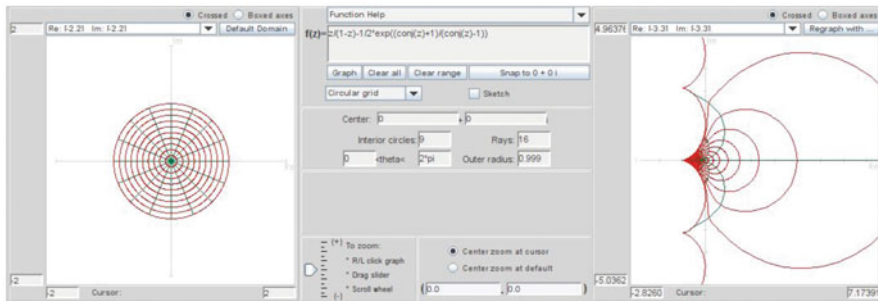 Crossed Boxed axes
2 Re: I-2.21 Im: I-2.21 Default Domain
Im
Re
-2
-2 Cursor: 2
Function Help
f(z)= z/(1-z)-1/2*exp((conj(z)+1)/(conj(z)-1))
Graph Clear all Clear range Snap to 0 + 0 i
Circular grid Sketch
Center: 0 + 0 i
Interior circles: 9 Rays: 16
0 <theta< 2*pi Outer radius: 0.999
(+) To zoom:
* R/L click graph
* Drag slider
* Scroll wheel
(-)
Center zoom at cursor
Center zoom at default
( 0.0 , 0.0 )
Crossed Boxed axes
4.96376 Re: I-3.31 Im: I-3.31 Regraph with ...
-5.0362
-2.8260 Cursor: 7.17391